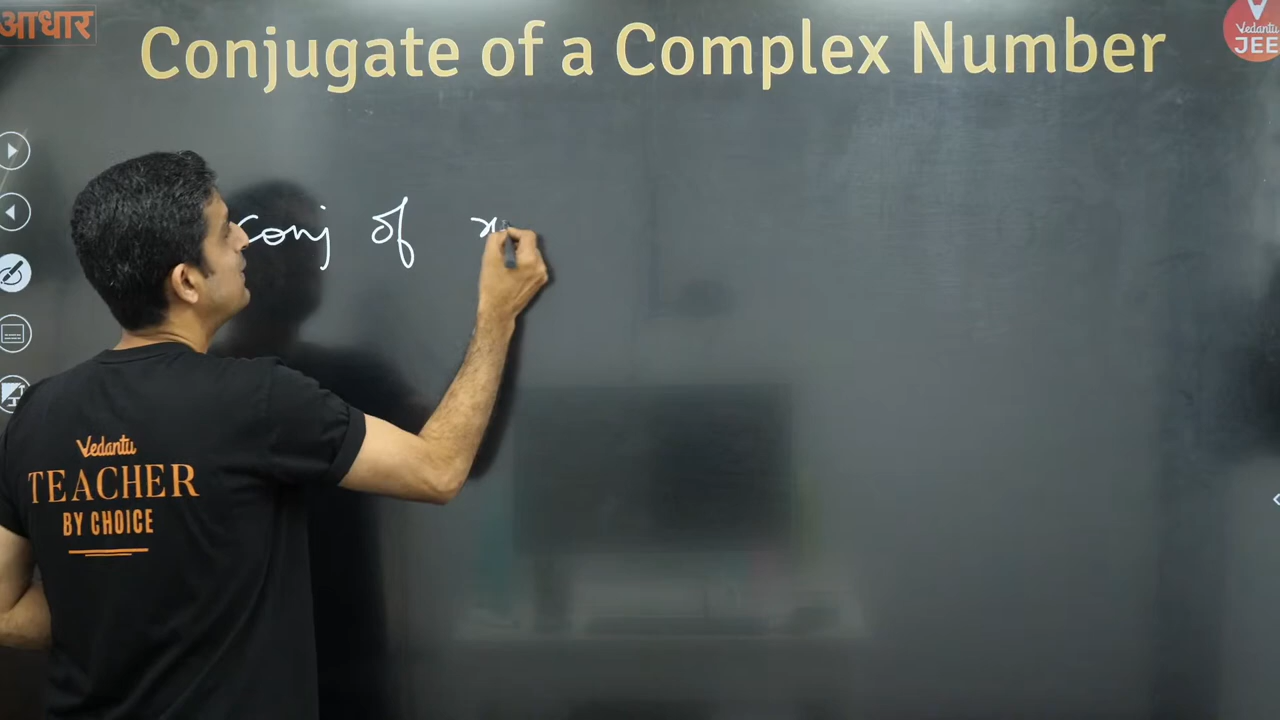 आधार
Conjugate of a Complex Number
Vedantu
JEE
conj of x
Vedantu
TEACHER
BY CHOICE